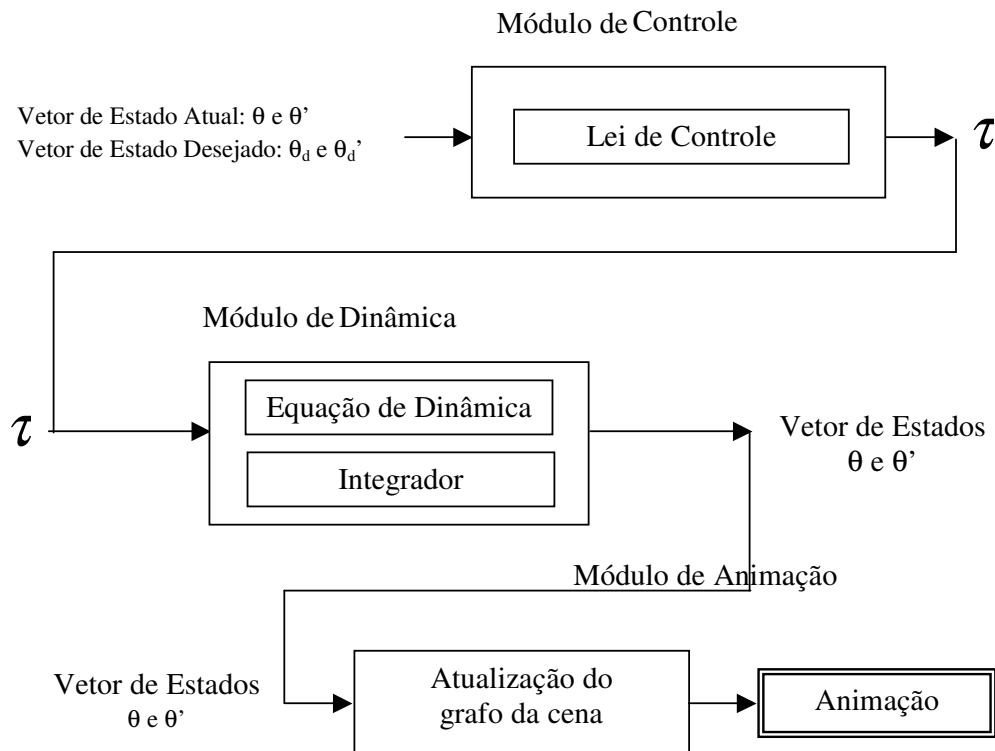 Módulo de Controle
Vetor de Estado Atual: θ e θ’
Vetor de Estado Desejado: θd e θd’
Lei de Controle
τ
Módulo de Dinâmica
Equação de Dinâmica
Integrador
τ
Vetor de Estados
θ e θ’
Módulo de Animação
Vetor de Estados
θ e θ’
Atualização do
grafo da cena
Animação